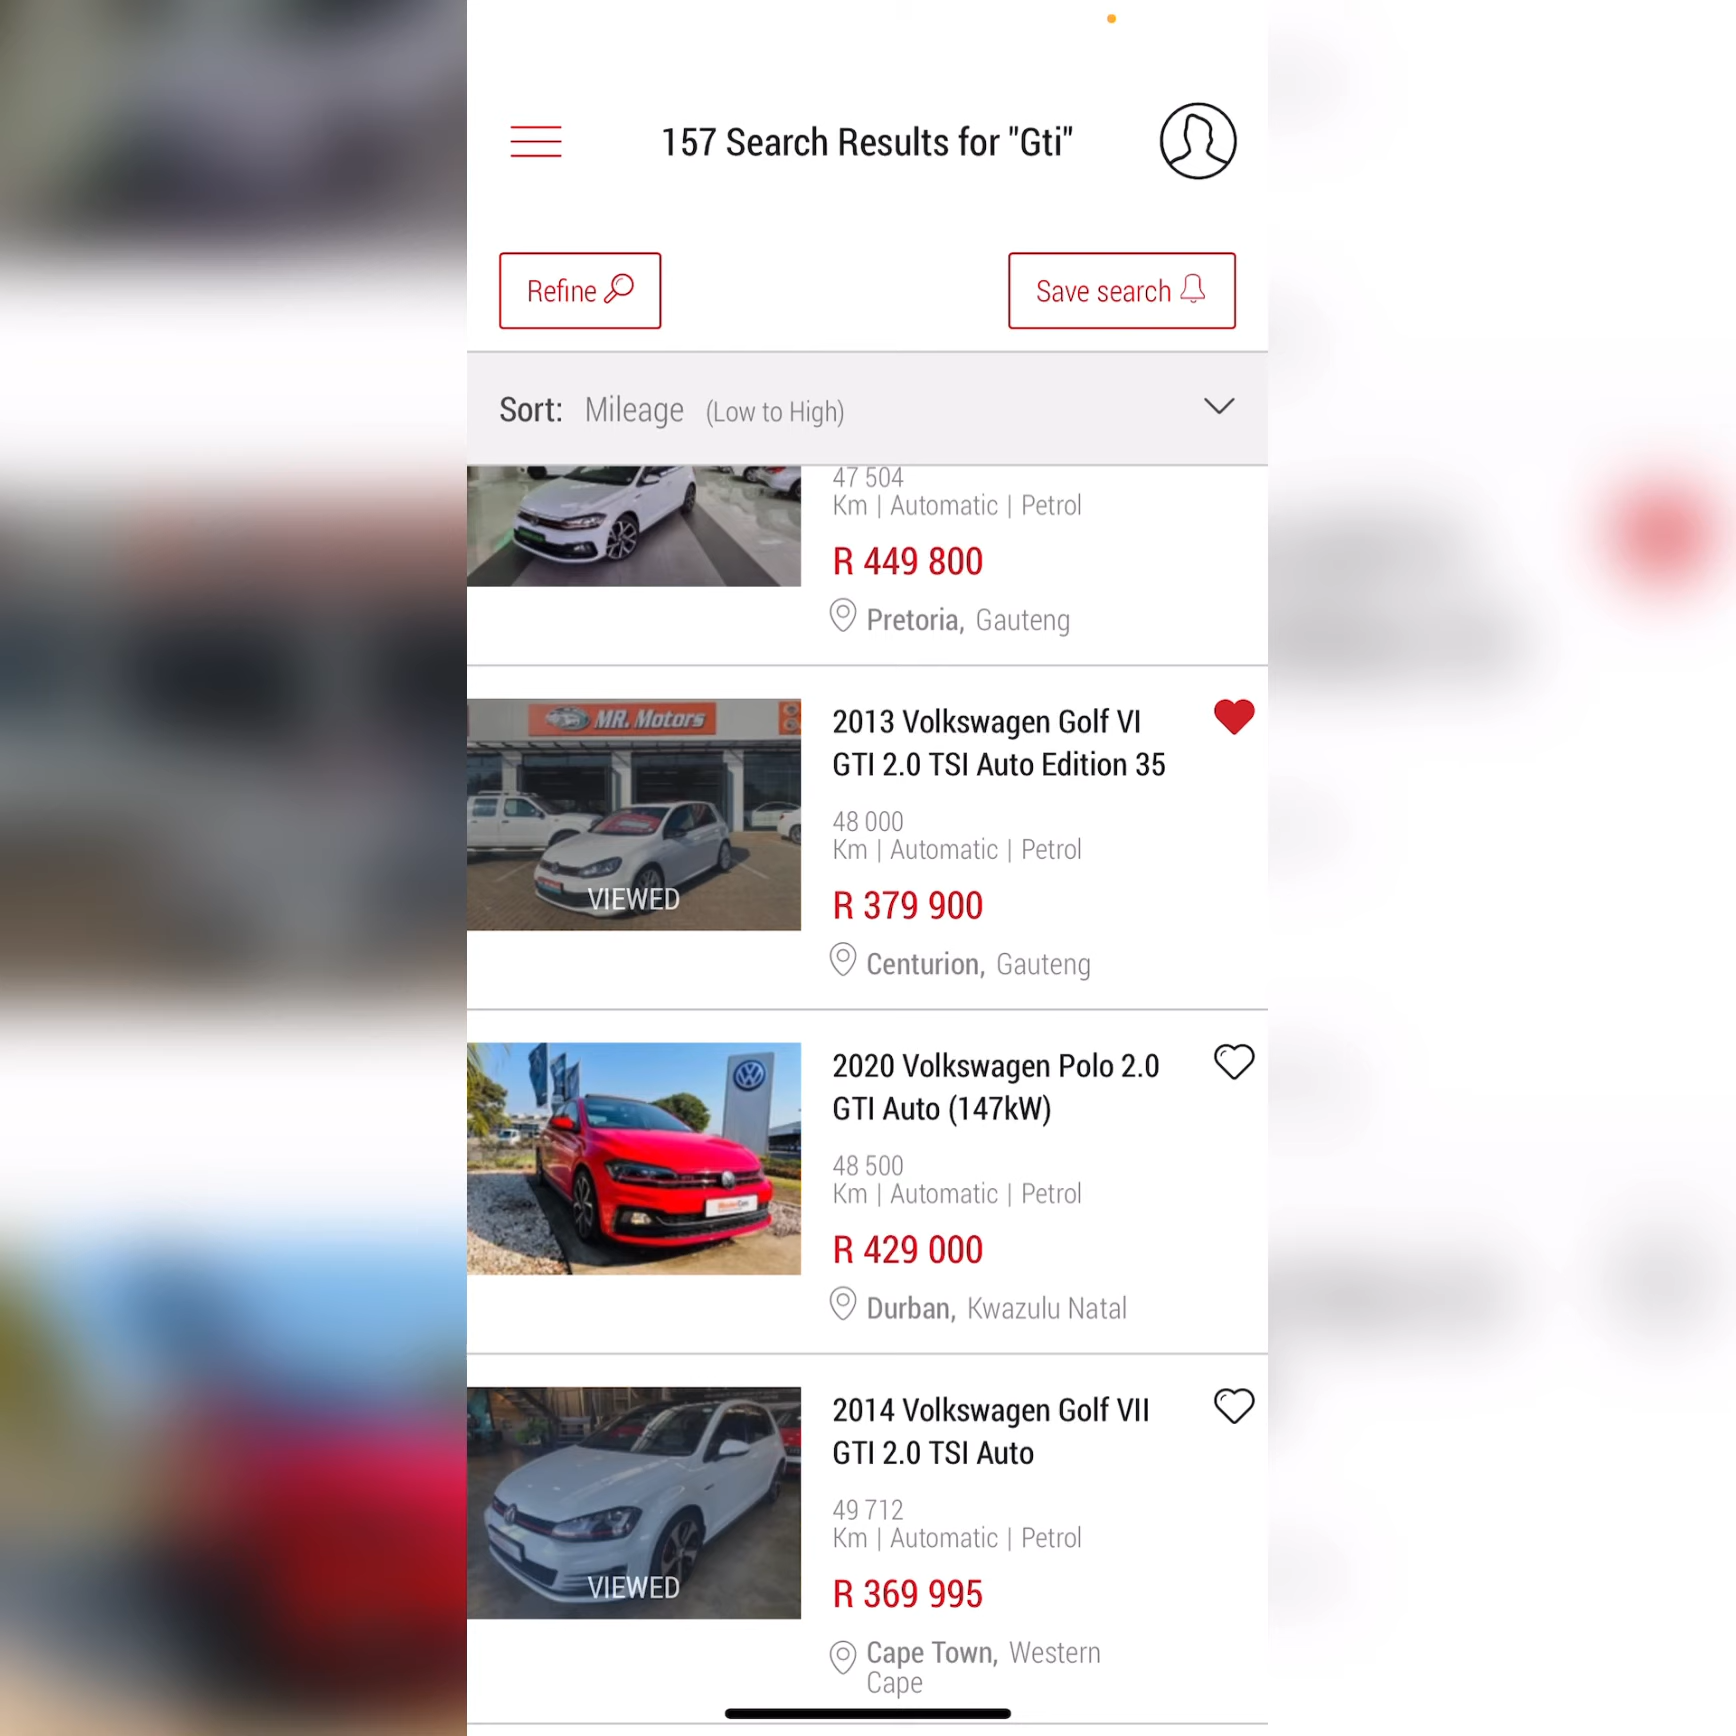 157 Search Results for "Gti"
Refine
Save search
Sort: Mileage (Low to High)
47 504
Km | Automatic | Petrol
R 449 800
Pretoria, Gauteng
MR. Motors
VIEWED
2013 Volkswagen Golf VI
GTI 2.0 TSI Auto Edition 35
48 000
Km | Automatic | Petrol
R 379 900
Centurion, Gauteng
2020 Volkswagen Polo 2.0
GTI Auto (147kW)
48 500
Km | Automatic | Petrol
R 429 000
Durban, Kwazulu Natal
VIEWED
2014 Volkswagen Golf VII
GTI 2.0 TSI Auto
49 712
Km | Automatic | Petrol
R 369 995
Cape Town, Western
Cape